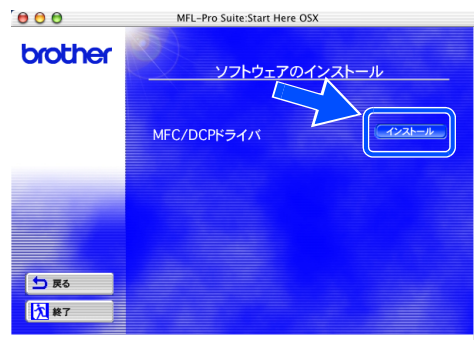 MFL-Pro Suite:Start Here OSX
brother
ソフトウェアのインストール
MFC/DCPドライバ
インストール
戻る
終了